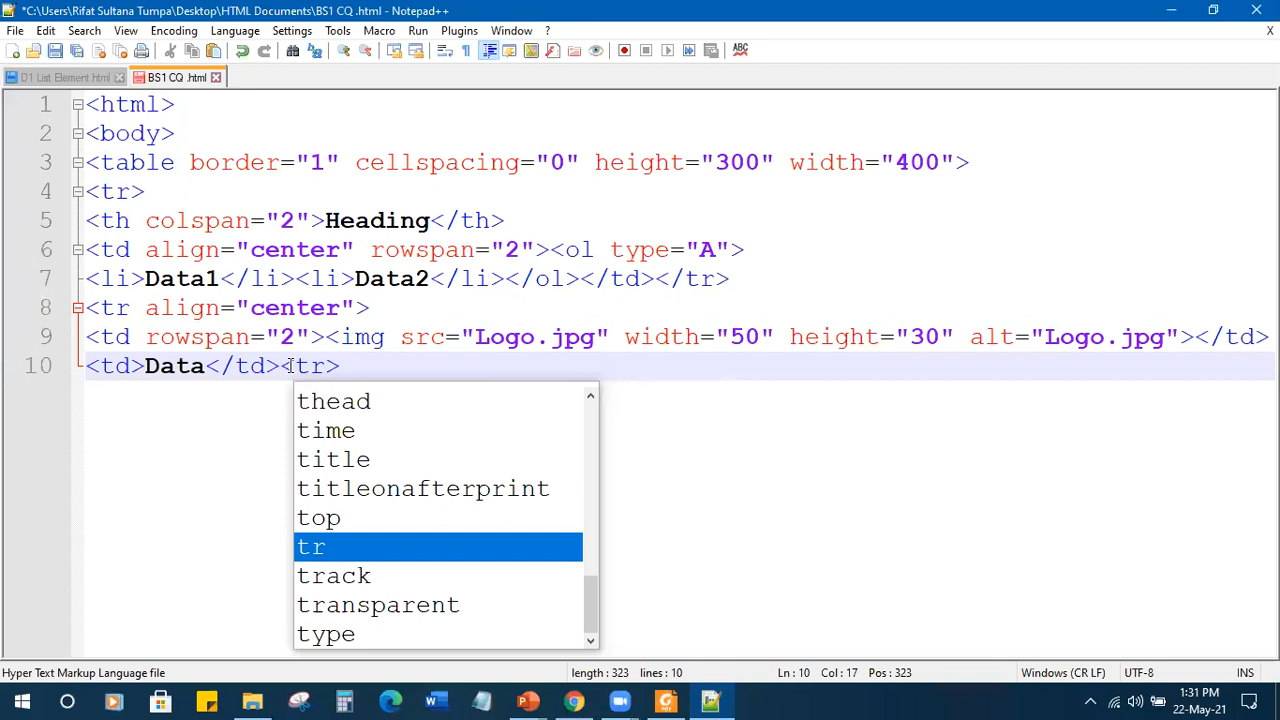 *C:\Users\Rifat Sultana Tumpa\Desktop\HTML Documents\BS1 CQ .html - Notepad++
File Edit Search View Encoding Language Settings Tools Macro Run Plugins Window ? X
D1 List Element.html BS1 CQ .html
1 <html>
2 <body>
3 <table border="1" cellspacing="0" height="300" width="400">
4 <tr>
5 <th colspan="2">Heading</th>
6 <td align="center" rowspan="2"><ol type="A">
7 <li>Data1</li><li>Data2</li></ol></td></tr>
8 <tr align="center">
9 <td rowspan="2"><img src="Logo.jpg" width="50" height="30" alt="Logo.jpg"></td>
10 <td>Data</td><tr>
thead
time
title
titleonafterprint
top
tr
track
transparent
type
Hyper Text Markup Language file length : 323 lines : 10 Ln : 10 Col : 17 Pos : 323 Windows (CR LF) UTF-8 INS
1:31 PM
22-May-21